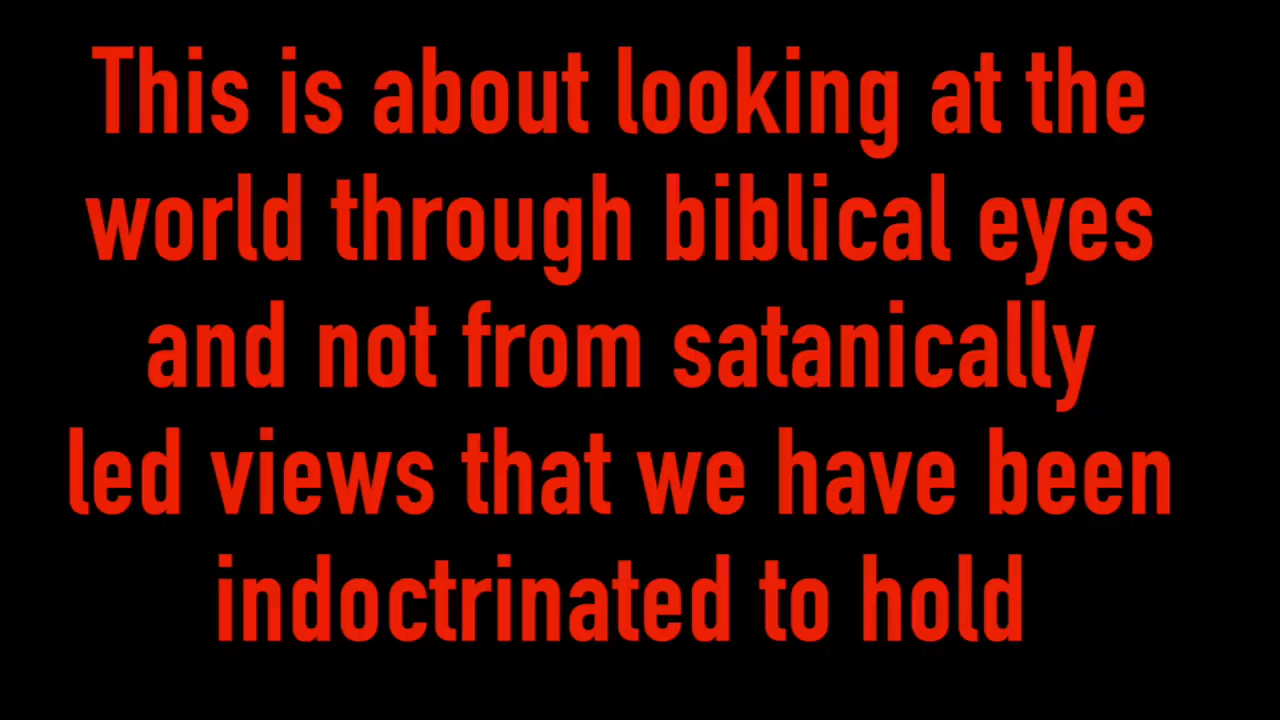 This is about looking at the
world through biblical eyes
and not from satanically
led views that we have been
indoctrinated to hold